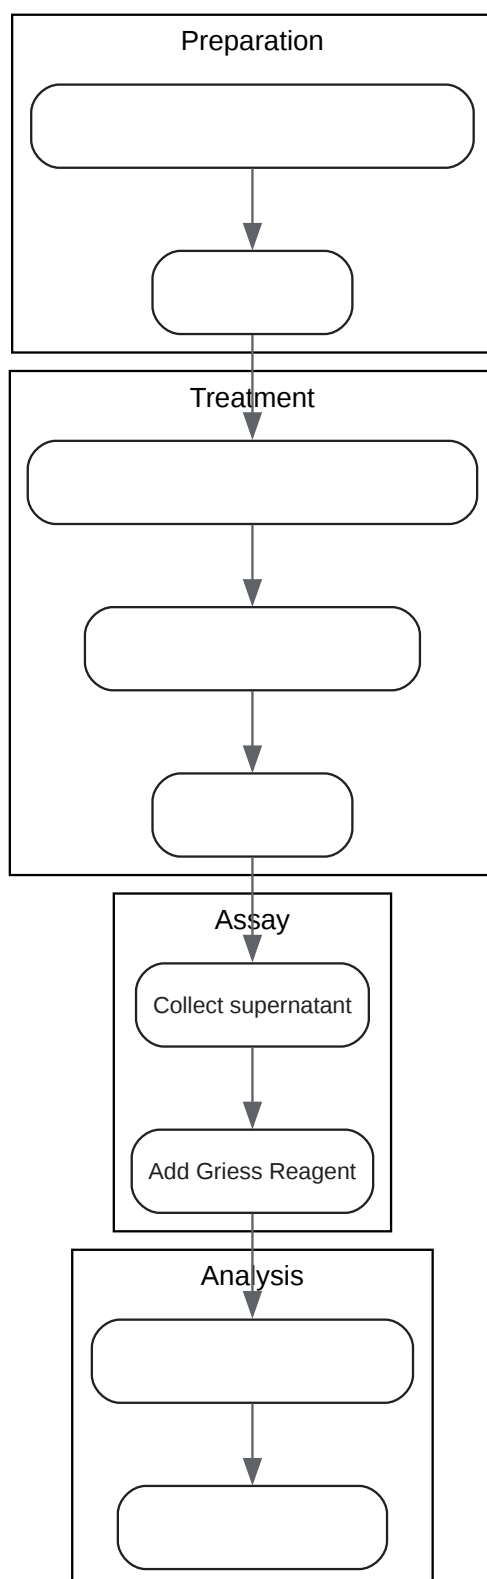 Preparation
Treatment
Assay
Collect supernatant
Add Griess Reagent
Analysis